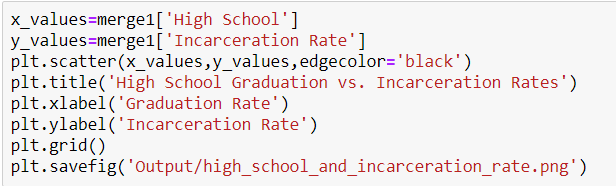 x_values=merge1['High School']
y_values=merge1['Incarceration Rate']
plt.scatter(x_values,y_values,edgecolor='black')
plt.title('High School Graduation vs. Incarceration Rates')
plt.xlabel('Graduation Rate')
plt.ylabel('Incarceration Rate')
plt.grid()
plt.savefig('Output/high_school_and_incarceration_rate.png')